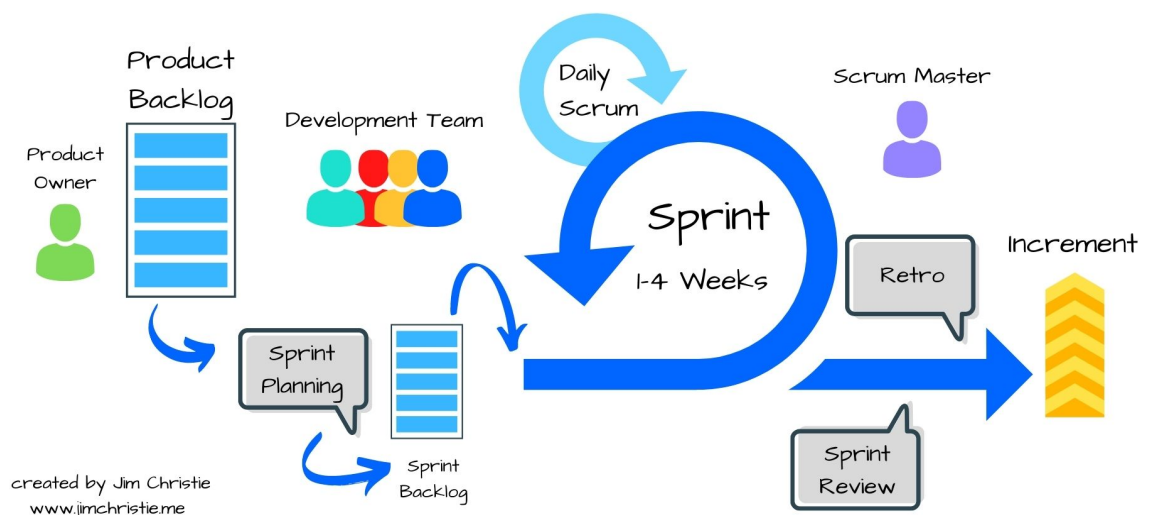 Product
Backlog
Product
Owner
Development Team
Daily
Scrum
Scrum Master
Sprint
1-4 Weeks
Retro
Increment
Sprint
Planning
Sprint
Backlog
Sprint
Review
created by Jim Christie
www.jimchristie.me